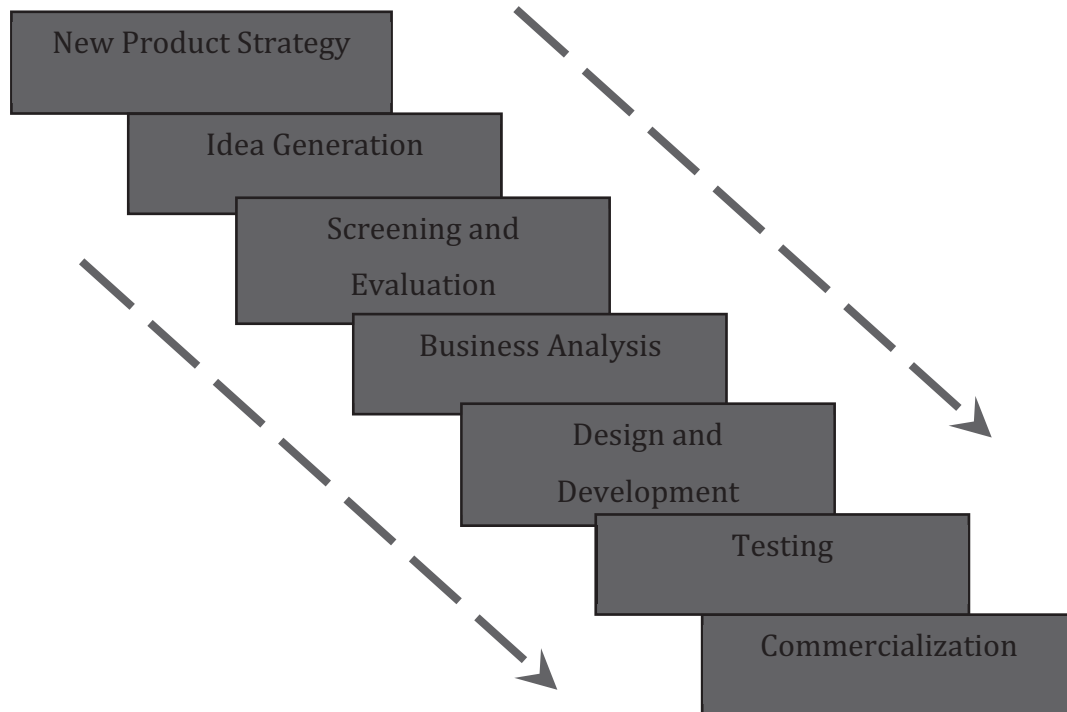 New Product Strategy
Idea Generation
Screening and
Evaluation
Business Analysis
Design and
Development
Testing
Commercialization